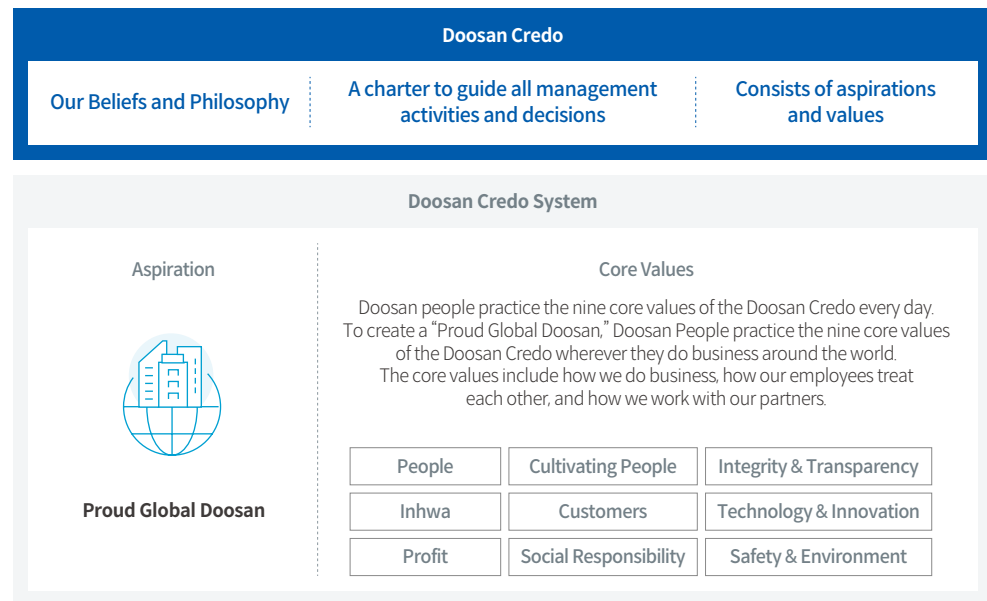 Doosan Credo
Our Beliefs and Philosophy
A charter to guide all management
activities and decisions
Consists of aspirations
and values
Doosan Credo System
Aspiration
Proud Global Doosan
Core Values
Doosan people practice the nine core values of the Doosan Credo every day.
To create a “Proud Global Doosan,” Doosan People practice the nine core values
of the Doosan Credo wherever they do business around the world.
The core values include how we do business, how our employees treat
each other, and how we work with our partners.
People
Cultivating People
Integrity & Transparency
Inhwa
Customers
Technology & Innovation
Profit
Social Responsibility
Safety & Environment